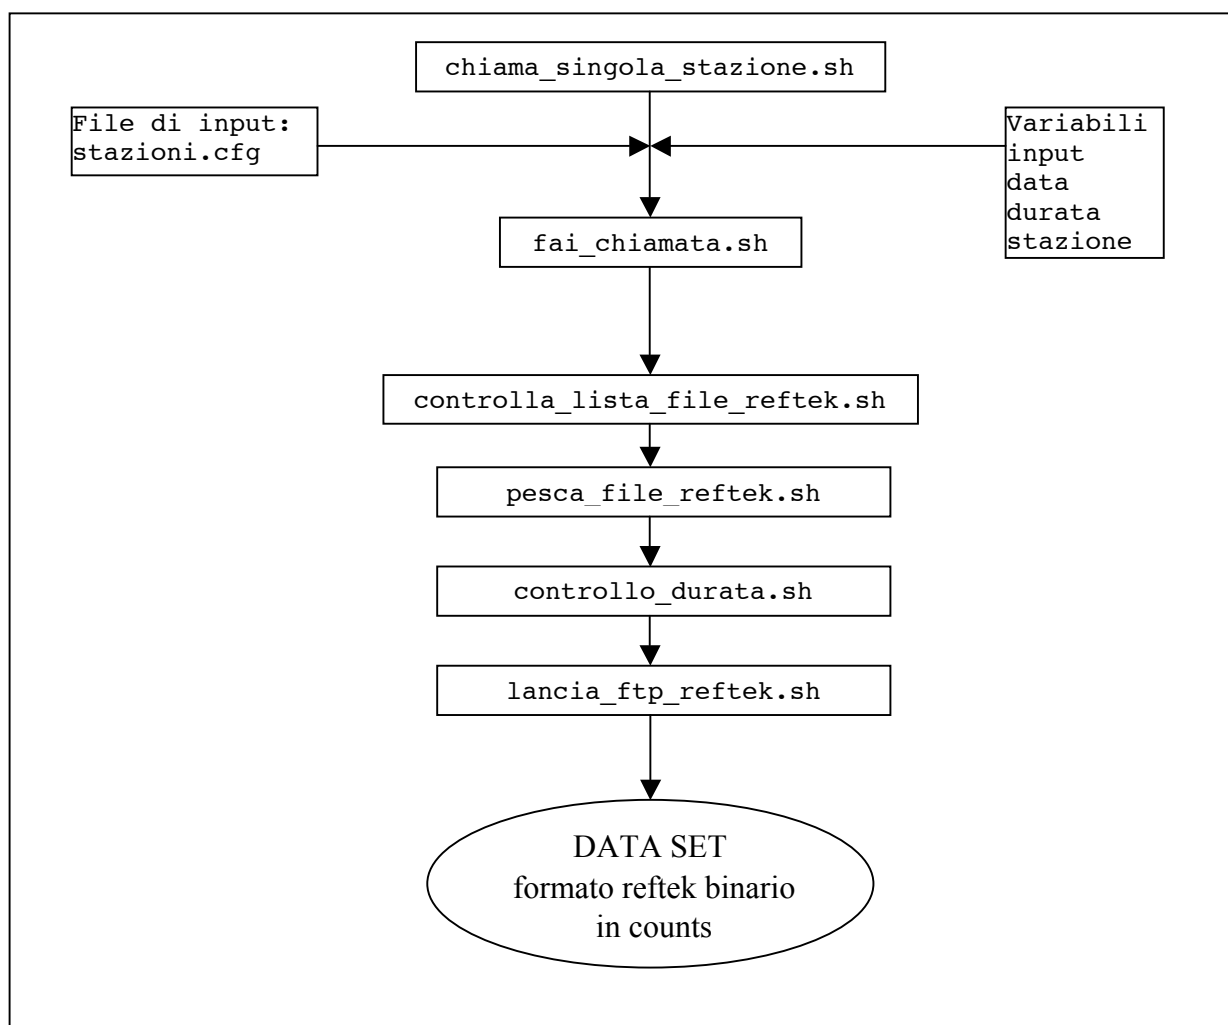 chiama_singola_stazione.sh
File di input:
stazioni.cfg
Variabili
input
data
durata
stazione
fai_chiamata.sh
controlla_lista_file_reftek.sh
pesca_file_reftek.sh
controllo_durata.sh
lancia_ftp_reftek.sh
DATA SET
formato reftek binario
in counts